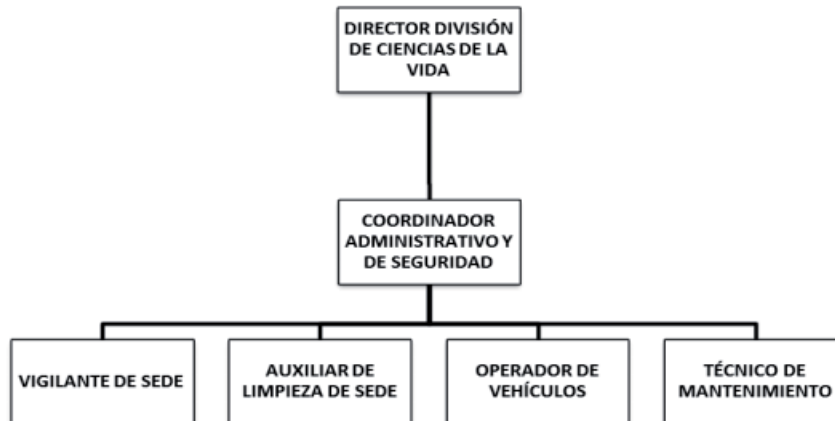 DIRECTOR DIVISIÓN
DE CIENCIAS DE LA
VIDA
COORDINADOR
ADMINISTRATIVO Y
DE SEGURIDAD
VIGILANTE DE SEDE
AUXILIAR DE
LIMPIEZA DE SEDE
OPERADOR DE
VEHÍCULOS
TÉCNICO DE
MANTENIMIENTO